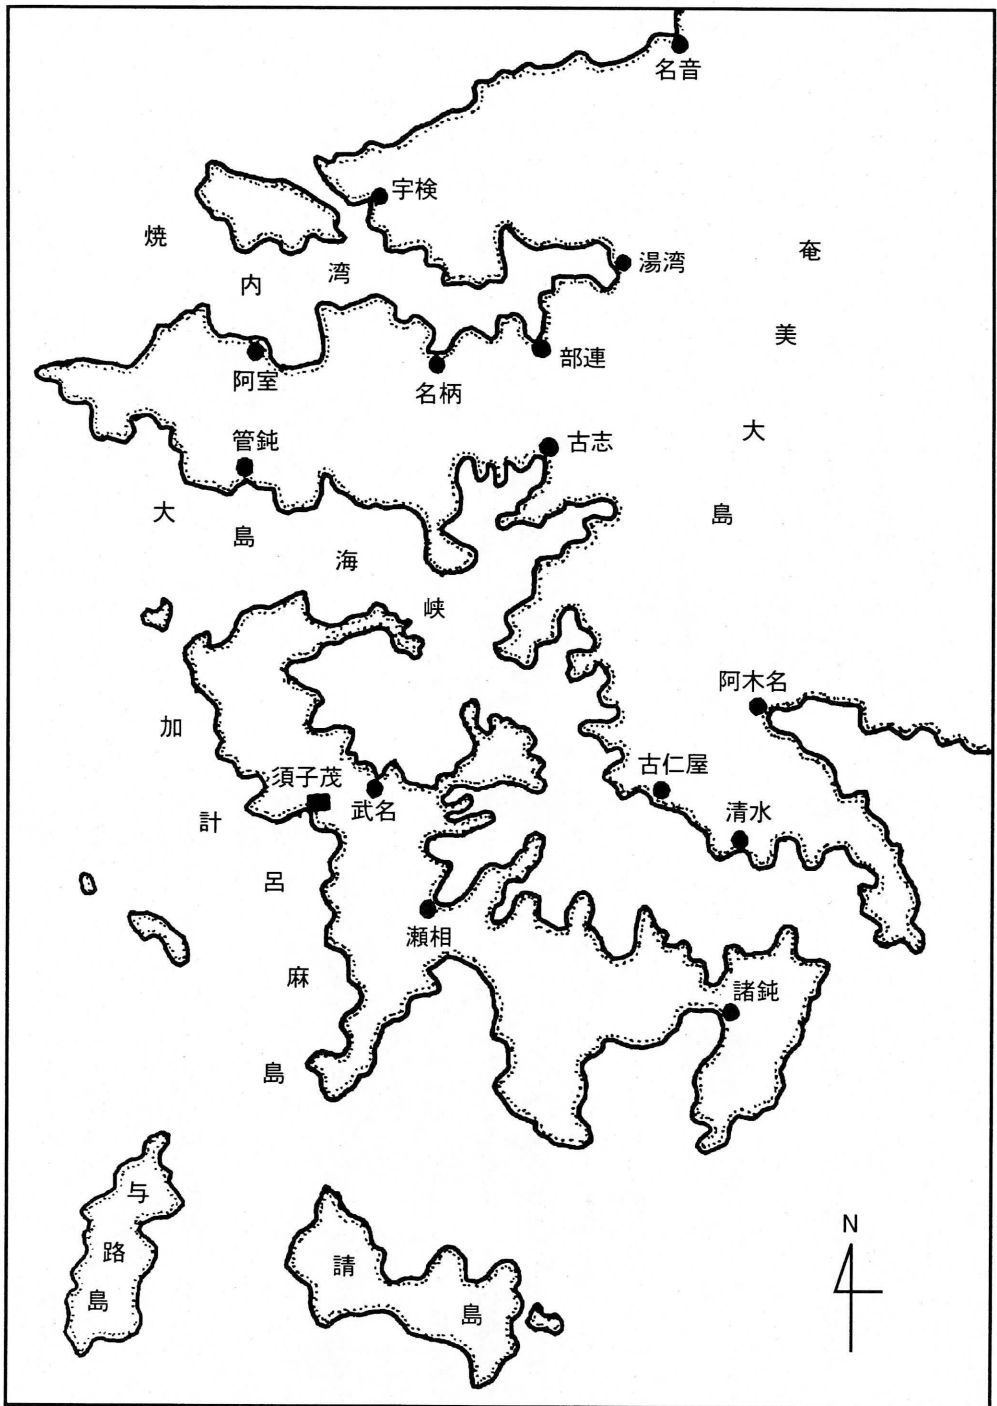 名音
宇検
湯湾
焼内湾
奄美大島
阿室
名柄
部連
管鈍
古志
大島海峡
阿木名
加計呂麻島
須子茂
武名
古仁屋
清水
瀬相
諸鈍
与路島
請島
N